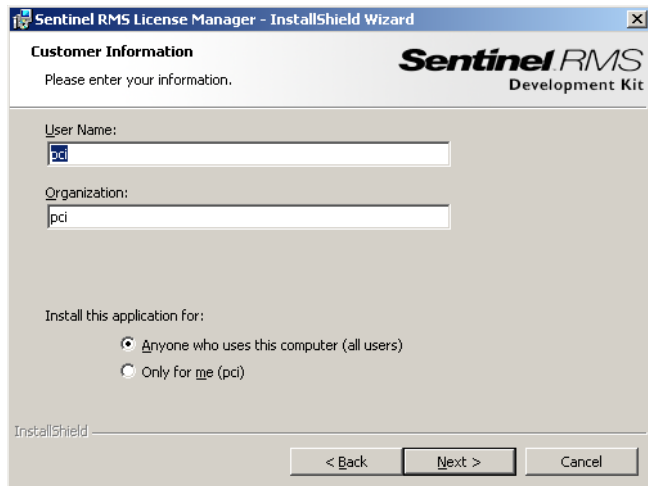 Sentinel RMS License Manager - InstallShield Wizard
Customer Information
Please enter your information.
Sentinel RMS
Development Kit
User Name:
pci
Organization:
pci
Install this application for:
Anyone who uses this computer (all users)
Only for me (pci)
InstallShield
< Back Next > Cancel